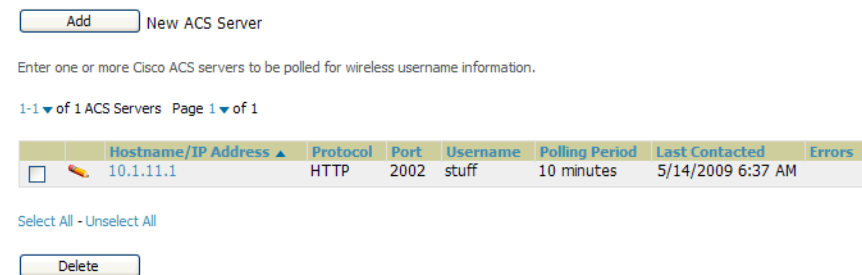 Add New ACS Server
Enter one or more Cisco ACS servers to be polled for wireless username information.
1-1 of 1 ACS Servers Page 1 of 1
Hostname/IP Address Protocol Port Username Polling Period Last Contacted Errors
10.1.11.1 HTTP 2002 stuff 10 minutes 5/14/2009 6:37 AM
Select All - Unselect All
Delete